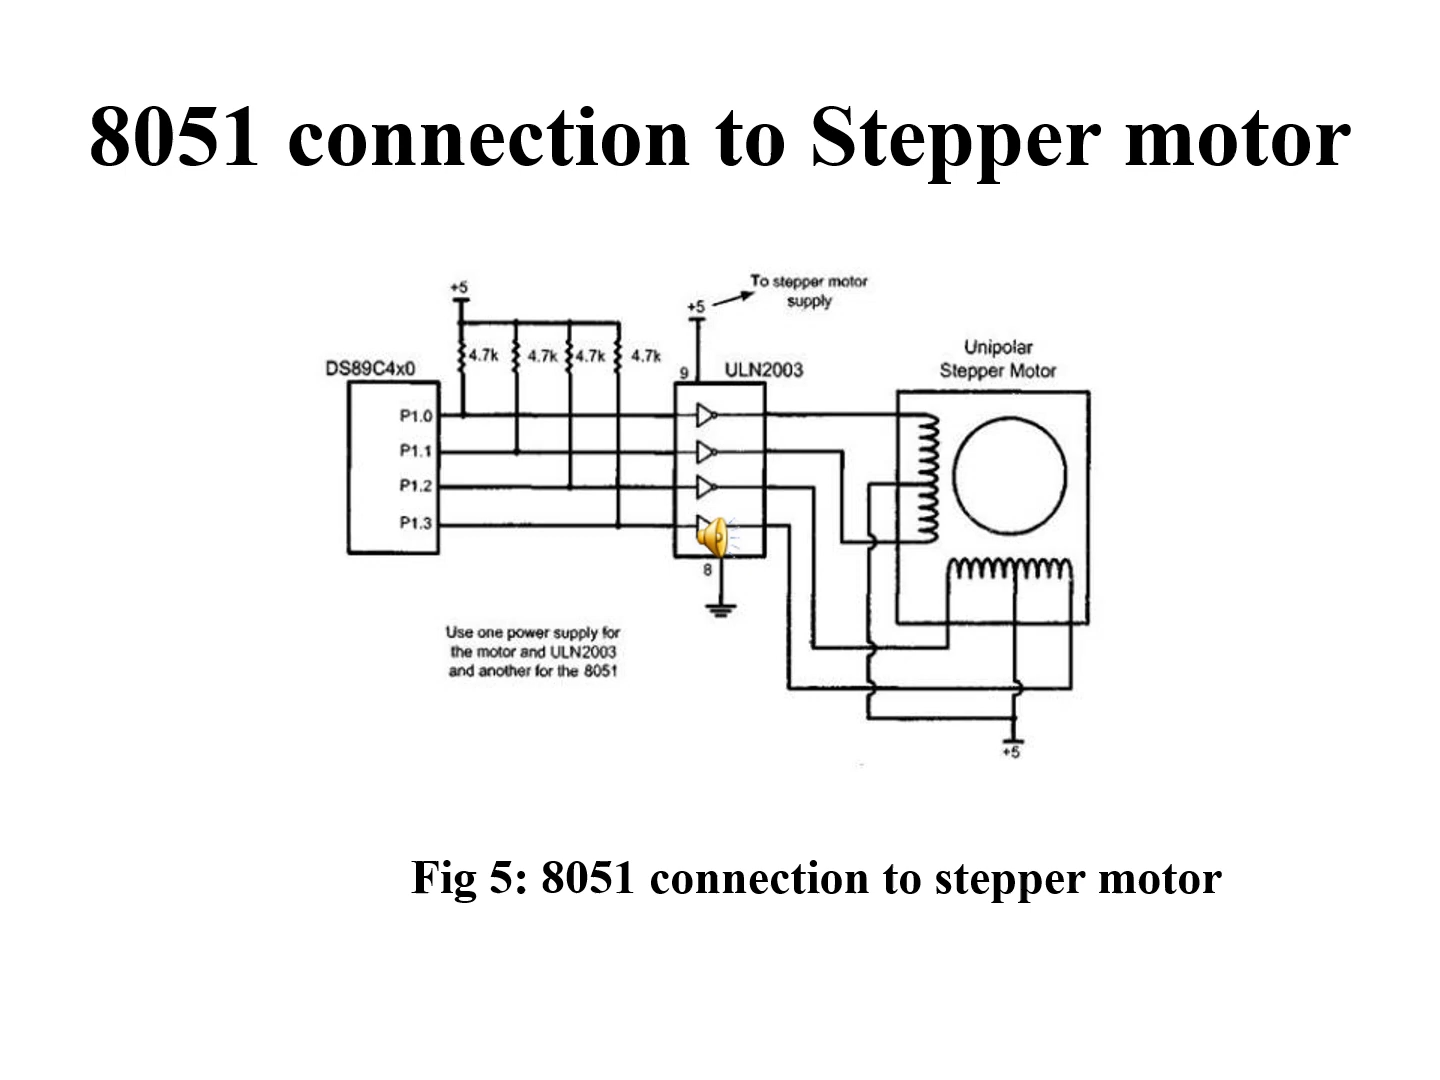 8051 connection to Stepper motor
+5
To stepper motor
supply
+5
4.7k
4.7k
4.7k
4.7k
DS89C4x0
9
ULN2003
Unipolar
Stepper Motor
P1.0
P1.1
P1.2
P1.3
8
Use one power supply for
the motor and ULN2003
and another for the 8051
+5
Fig 5: 8051 connection to stepper motor